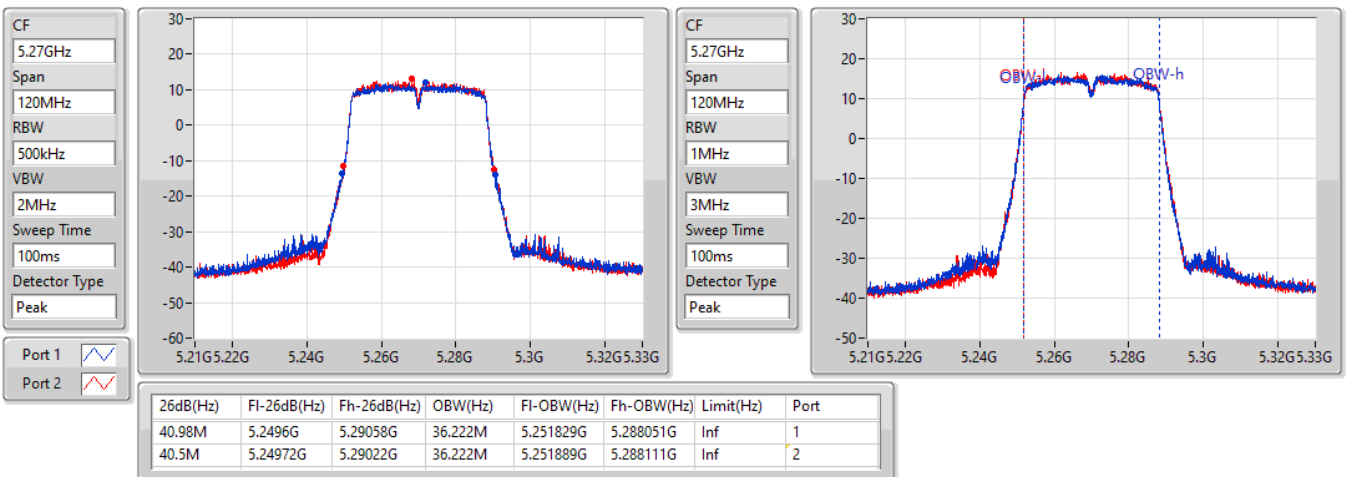 CF
5.27GHz
Span
120MHz
RBW
500kHz
VBW
2MHz
Sweep Time
100ms
Detector Type
Peak
30
20
10
0
-10
-20
-30
-40
-50
-60
5.21G 5.22G 5.24G 5.26G 5.28G 5.3G 5.32G 5.33G
CF
5.27GHz
Span
120MHz
RBW
1MHz
VBW
3MHz
Sweep Time
100ms
Detector Type
Peak
30
20
10
0
-10
-20
-30
-40
-50
OBW-l OBW-h
5.21G 5.22G 5.24G 5.26G 5.28G 5.3G 5.32G 5.33G
Port 1
Port 2
26dB(Hz) Fl-26dB(Hz) Fh-26dB(Hz) OBW(Hz) Fl-OBW(Hz) Fh-OBW(Hz) Limit(Hz) Port
40.98M 5.2496G 5.29058G 36.222M 5.251829G 5.288051G Inf 1
40.5M 5.24972G 5.29022G 36.222M 5.251889G 5.288111G Inf 2